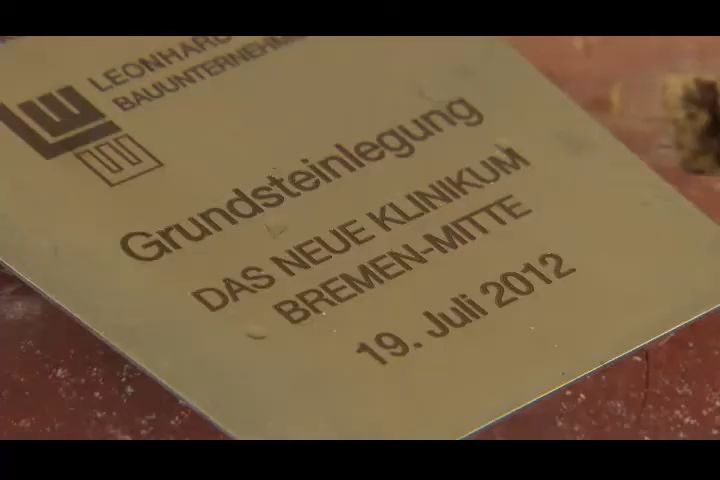 LEONHARD
BAUUNTERNEHM
Grundsteinlegung
DAS NEUE KLINIKUM
BREMEN-MITTE
19. Juli 2012